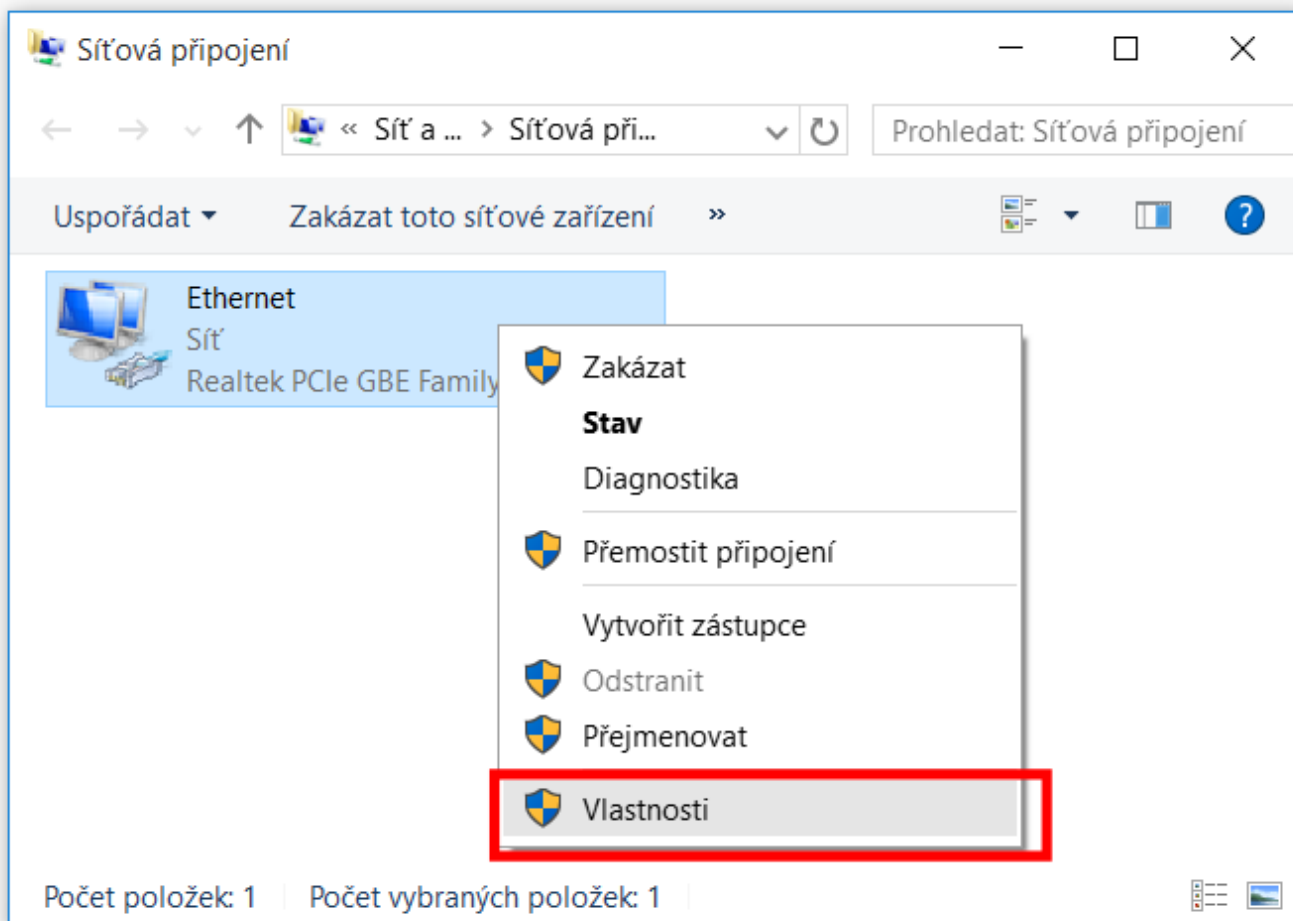 Síťová připojení
« Síť a ... > Síťová při...
Prohledat: Síťová připojení
Uspořádat
Zakázat toto síťové zařízení
»
?
Ethernet
Síť
Realtek PCIe GBE Family
Zakázat
Stav
Diagnostika
Přemostit připojení
Vytvořit zástupce
Odstranit
Přejmenovat
Vlastnosti
Počet položek: 1
Počet vybraných položek: 1